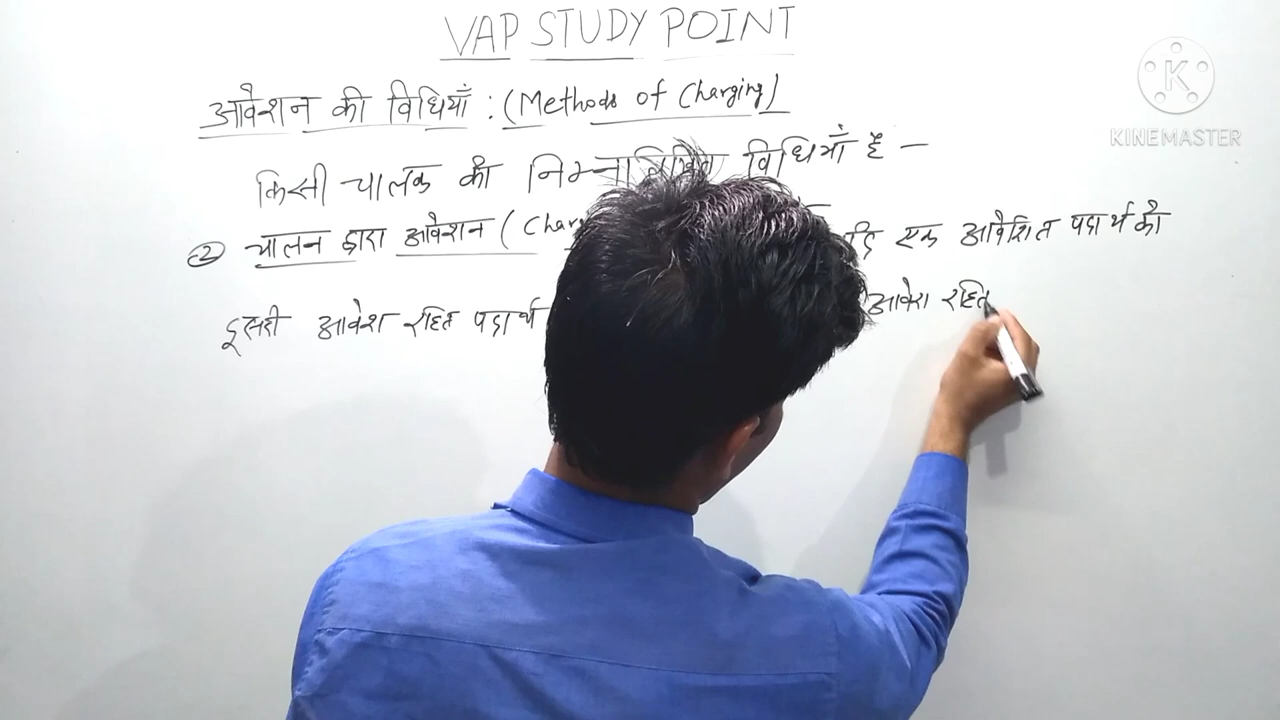 VAP STUDY POINT
K
KINEMASTER
आवेशन की विधियाँ : (Methods of Charging)
किसी चालक की निम्नलिखित विधियाँ हैं —
② चालन द्वारा आवेशन ( Char एक आवेशित पदार्थ को
दूसरी आवेश रहित पदार्थ आवेश रहित